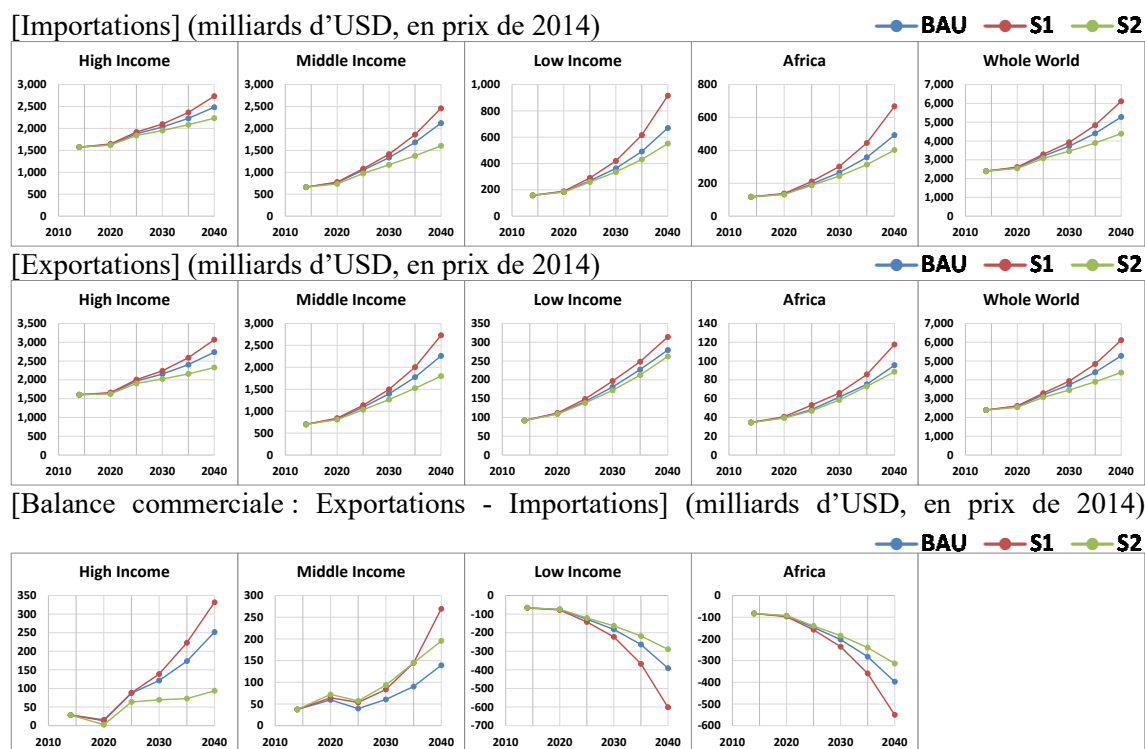 [Importations] (milliards d’USD, en prix de 2014)
BAU S1 S2
High Income Middle Income Low Income Africa Whole World
3,000 3,000 1,000 800 7,000
2,500 2,500 800 600 6,000
2,000 2,000 600 400 5,000
1,500 1,500 400 200 4,000
1,000 1,000 200 0 3,000
500 500 0 2,000
0 0 1,000
0
2010 2020 2030 2040 2010 2020 2030 2040 2010 2020 2030 2040 2010 2020 2030 2040 2010 2020 2030 2040
[Exportations] (milliards d’USD, en prix de 2014)
BAU S1 S2
High Income Middle Income Low Income Africa Whole World
3,500 3,000 350 140 7,000
3,000 2,500 300 120 6,000
2,500 2,000 250 100 5,000
2,000 1,500 200 80 4,000
1,500 1,000 150 60 3,000
1,000 500 100 40 2,000
500 0 50 20 1,000
0 0 0 0
2010 2020 2030 2040 2010 2020 2030 2040 2010 2020 2030 2040 2010 2020 2030 2040 2010 2020 2030 2040
[Balance commerciale : Exportations - Importations] (milliards d’USD, en prix de 2014)
BAU S1 S2
High Income Middle Income Low Income Africa
350 300 0 0
300 250 -100 -100
250 200 -200 -200
200 150 -300 -300
150 100 -400 -400
100 50 -500 -500
50 0 -600 -600
0 -700
2010 2020 2030 2040 2010 2020 2030 2040 2010 2020 2030 2040 2010 2020 2030 2040